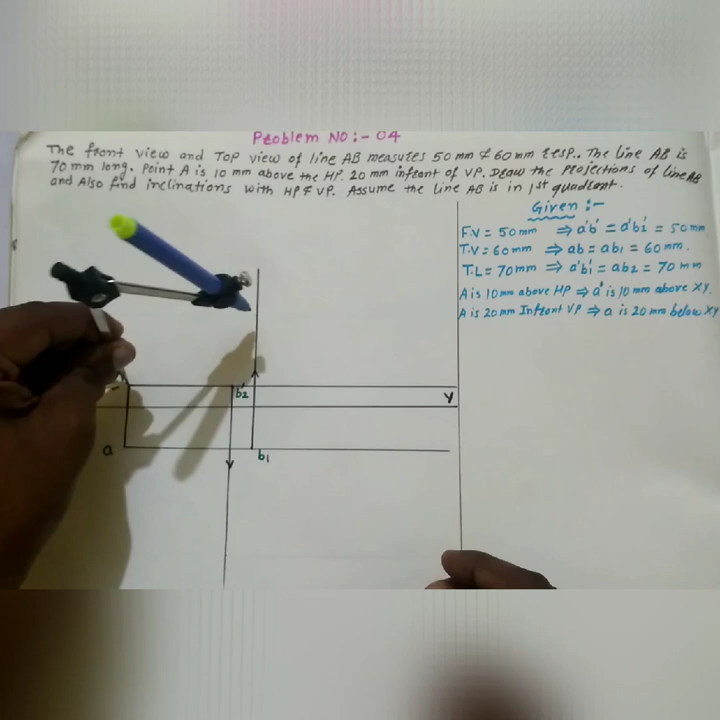 Problem NO :- 04
The front view and Top view of line AB measures 50 mm & 60 mm resp.. The line AB is
70 mm long. Point A is 10 mm above the HP. 20 mm infront of VP. Draw the projections of line AB
and Also find inclinations with HP & VP. Assume the line AB is in 1st quadrant.
Given :-
F.V = 50 mm ⇒ a'b' = a'b2' = 50mm
T.V = 60 mm ⇒ ab = ab1 = 60 mm.
T.L = 70 mm ⇒ a'b1' = ab2 = 70 mm
A is 10 mm above HP ⇒ a' is 10 mm above XY.
A is 20 mm Infront VP ⇒ a is 20 mm below XY
b2'
Y
a
b1